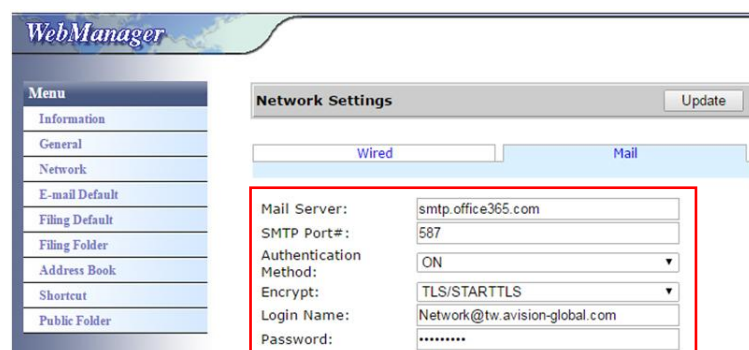 WebManager
Menu
Information
General
Network
E-mail Default
Filing Default
Filing Folder
Address Book
Shortcut
Public Folder
Network Settings
Update
Wired
Mail
Mail Server: smtp.office365.com
SMTP Port#: 587
Authentication
Method: ON
Encrypt: TLS/STARTTLS
Login Name: Network@tw.avision-global.com
Password: •••••••••